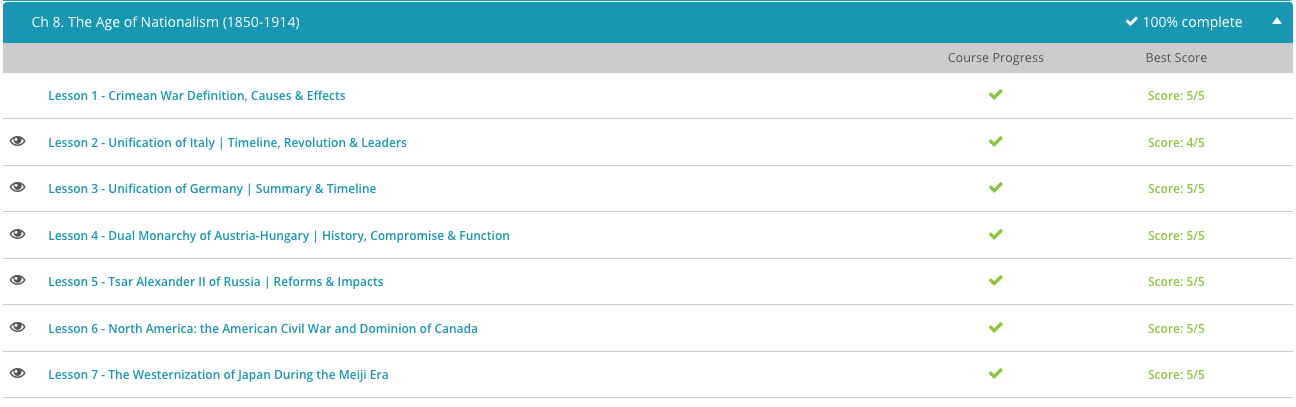 Ch 8. The Age of Nationalism (1850-1914) 100% complete
Course Progress Best Score
Lesson 1 - Crimean War Definition, Causes & Effects Score: 5/5
Lesson 2 - Unification of Italy | Timeline, Revolution & Leaders Score: 4/5
Lesson 3 - Unification of Germany | Summary & Timeline Score: 5/5
Lesson 4 - Dual Monarchy of Austria-Hungary | History, Compromise & Function Score: 5/5
Lesson 5 - Tsar Alexander II of Russia | Reforms & Impacts Score: 5/5
Lesson 6 - North America: the American Civil War and Dominion of Canada Score: 5/5
Lesson 7 - The Westernization of Japan During the Meiji Era Score: 5/5